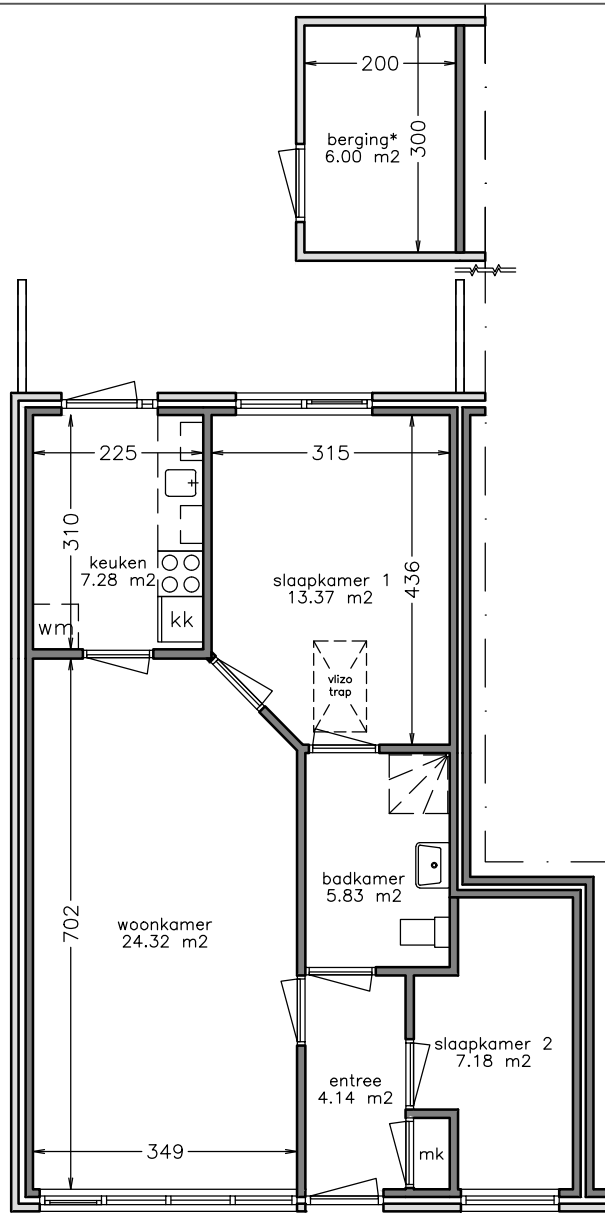 200
berging*
6.00 m2
300
225
315
310
keuken
7.28 m2
slaapkamer 1
13.37 m2
436
kk
wm
vlizo
trap
badkamer
5.83 m2
702
woonkamer
24.32 m2
slaapkamer 2
7.18 m2
entree
4.14 m2
349
mk